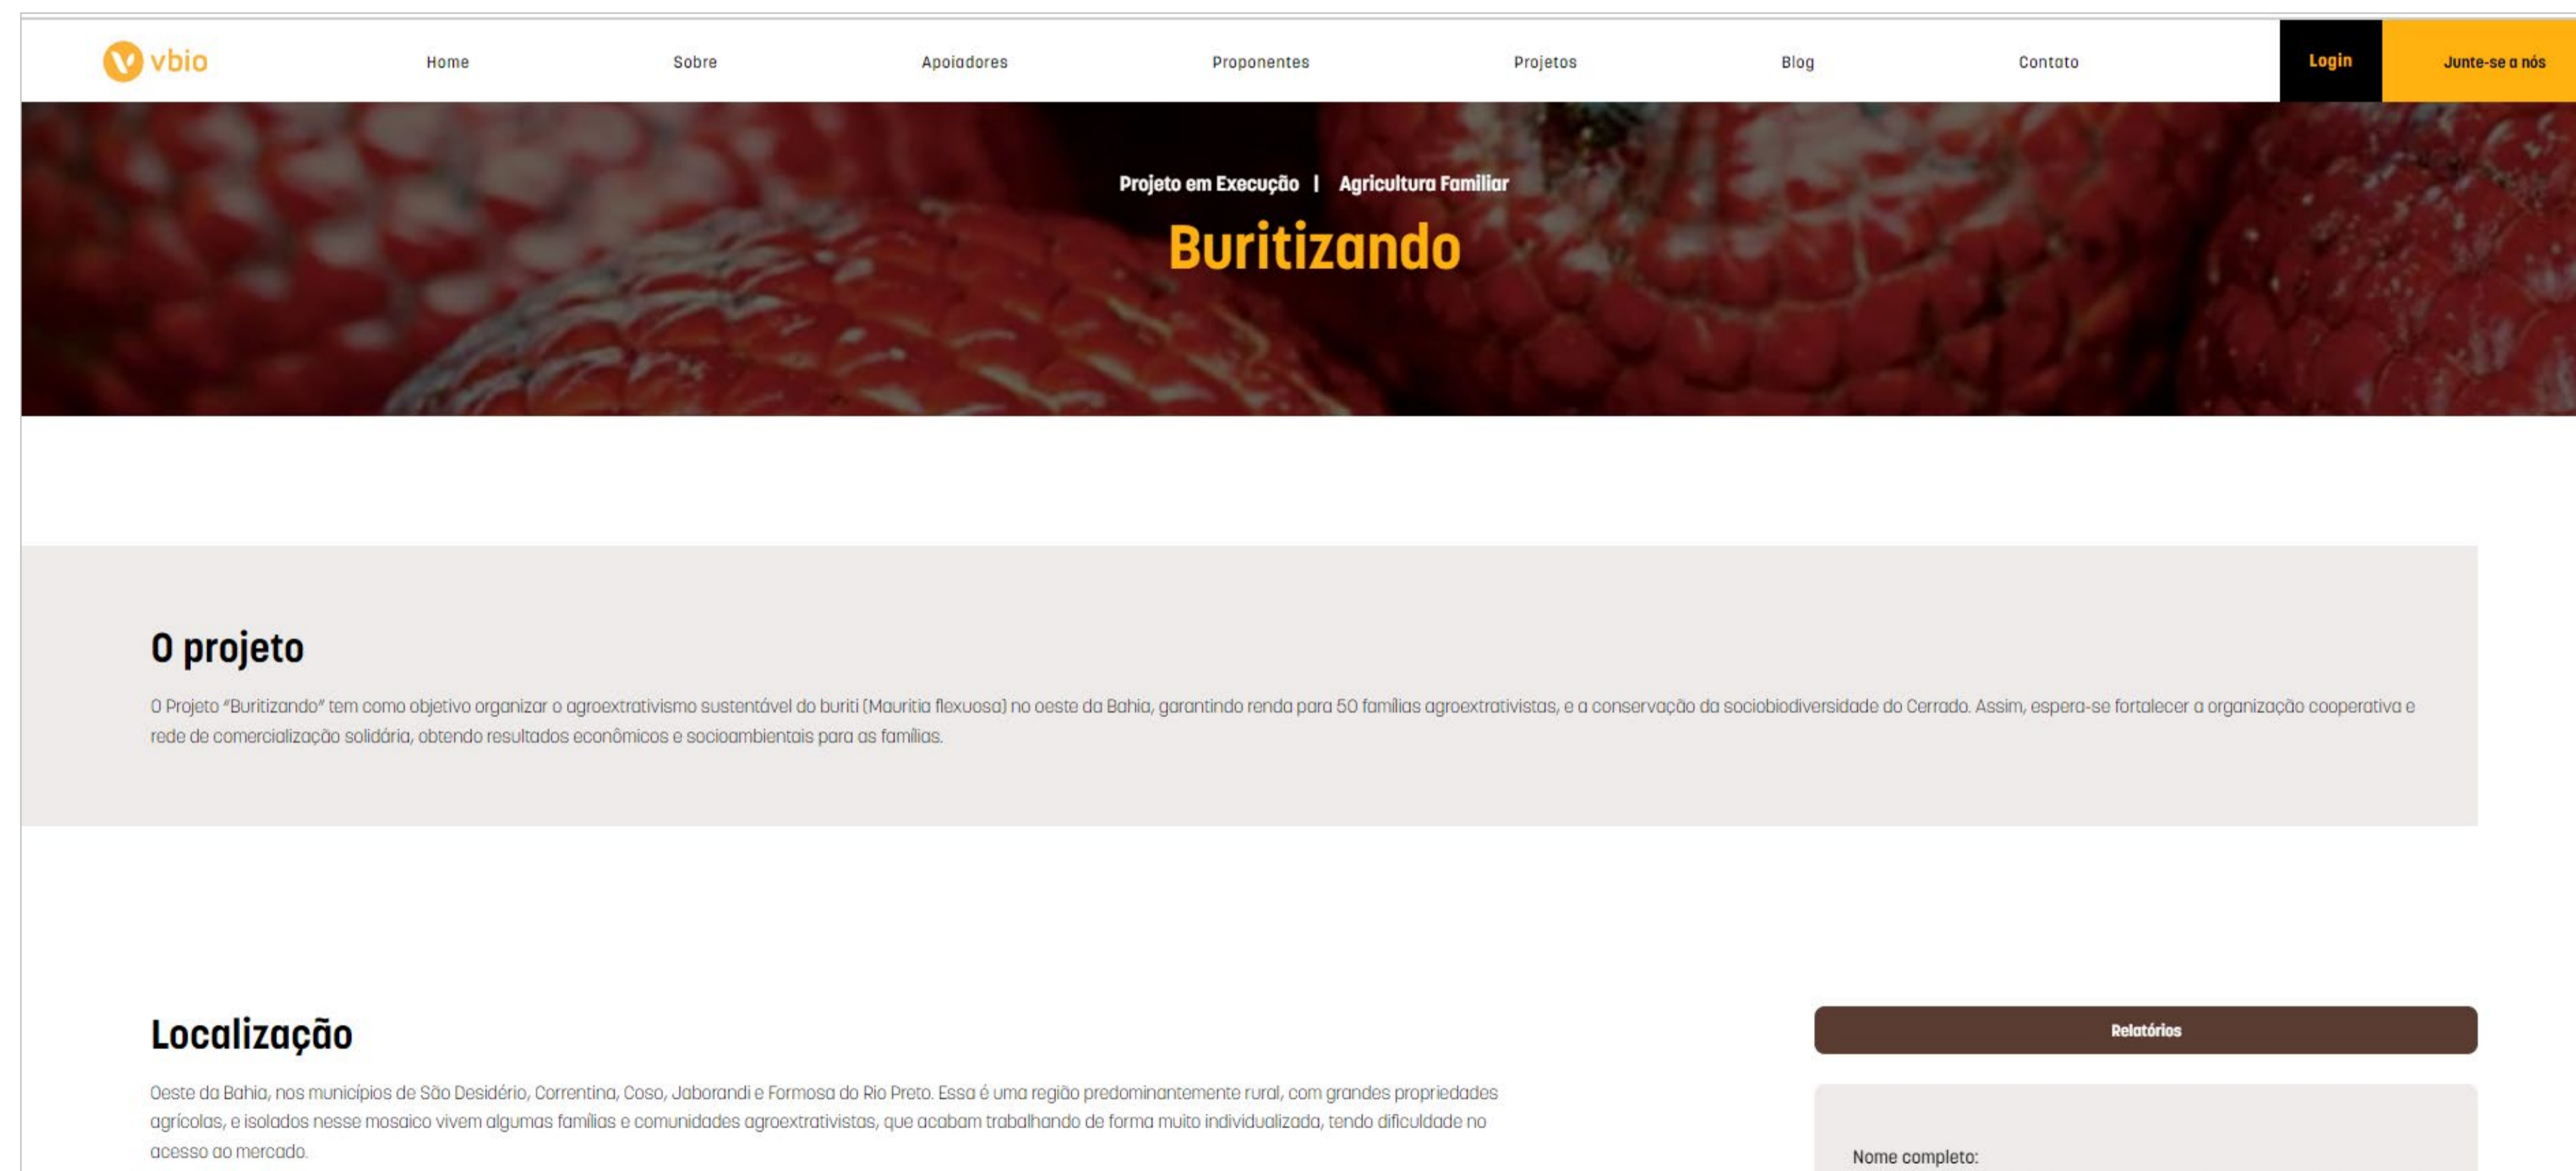 vbio
Home
Sobre
Apoiadores
Proponentes
Projetos
Blog
Contato
Login
Junte-se a nós
Projeto em Execução | Agricultura Familiar
Buritizando
O projeto
O Projeto "Buritizando" tem como objetivo organizar o agroextrativismo sustentável do buriti (Mauritia flexuosa) no oeste da Bahia, garantindo renda para 50 famílias agroextrativistas, e a conservação da sociobiodiversidade do Cerrado. Assim, espera-se fortalecer a organização cooperativa e
rede de comercialização solidária, obtendo resultados econômicos e socioambientais para as famílias.
Localização
Relatórios
Oeste da Bahia, nos municípios de São Desidério, Correntina, Coso, Jaborandi e Formosa do Rio Preto. Essa é uma região predominantemente rural, com grandes propriedades
agrícolas, e isolados nesse mosaico vivem algumas famílias e comunidades agroextrativistas, que acabam trabalhando de forma muito individualizada, tendo dificuldade no
acesso ao mercado.
Nome completo: